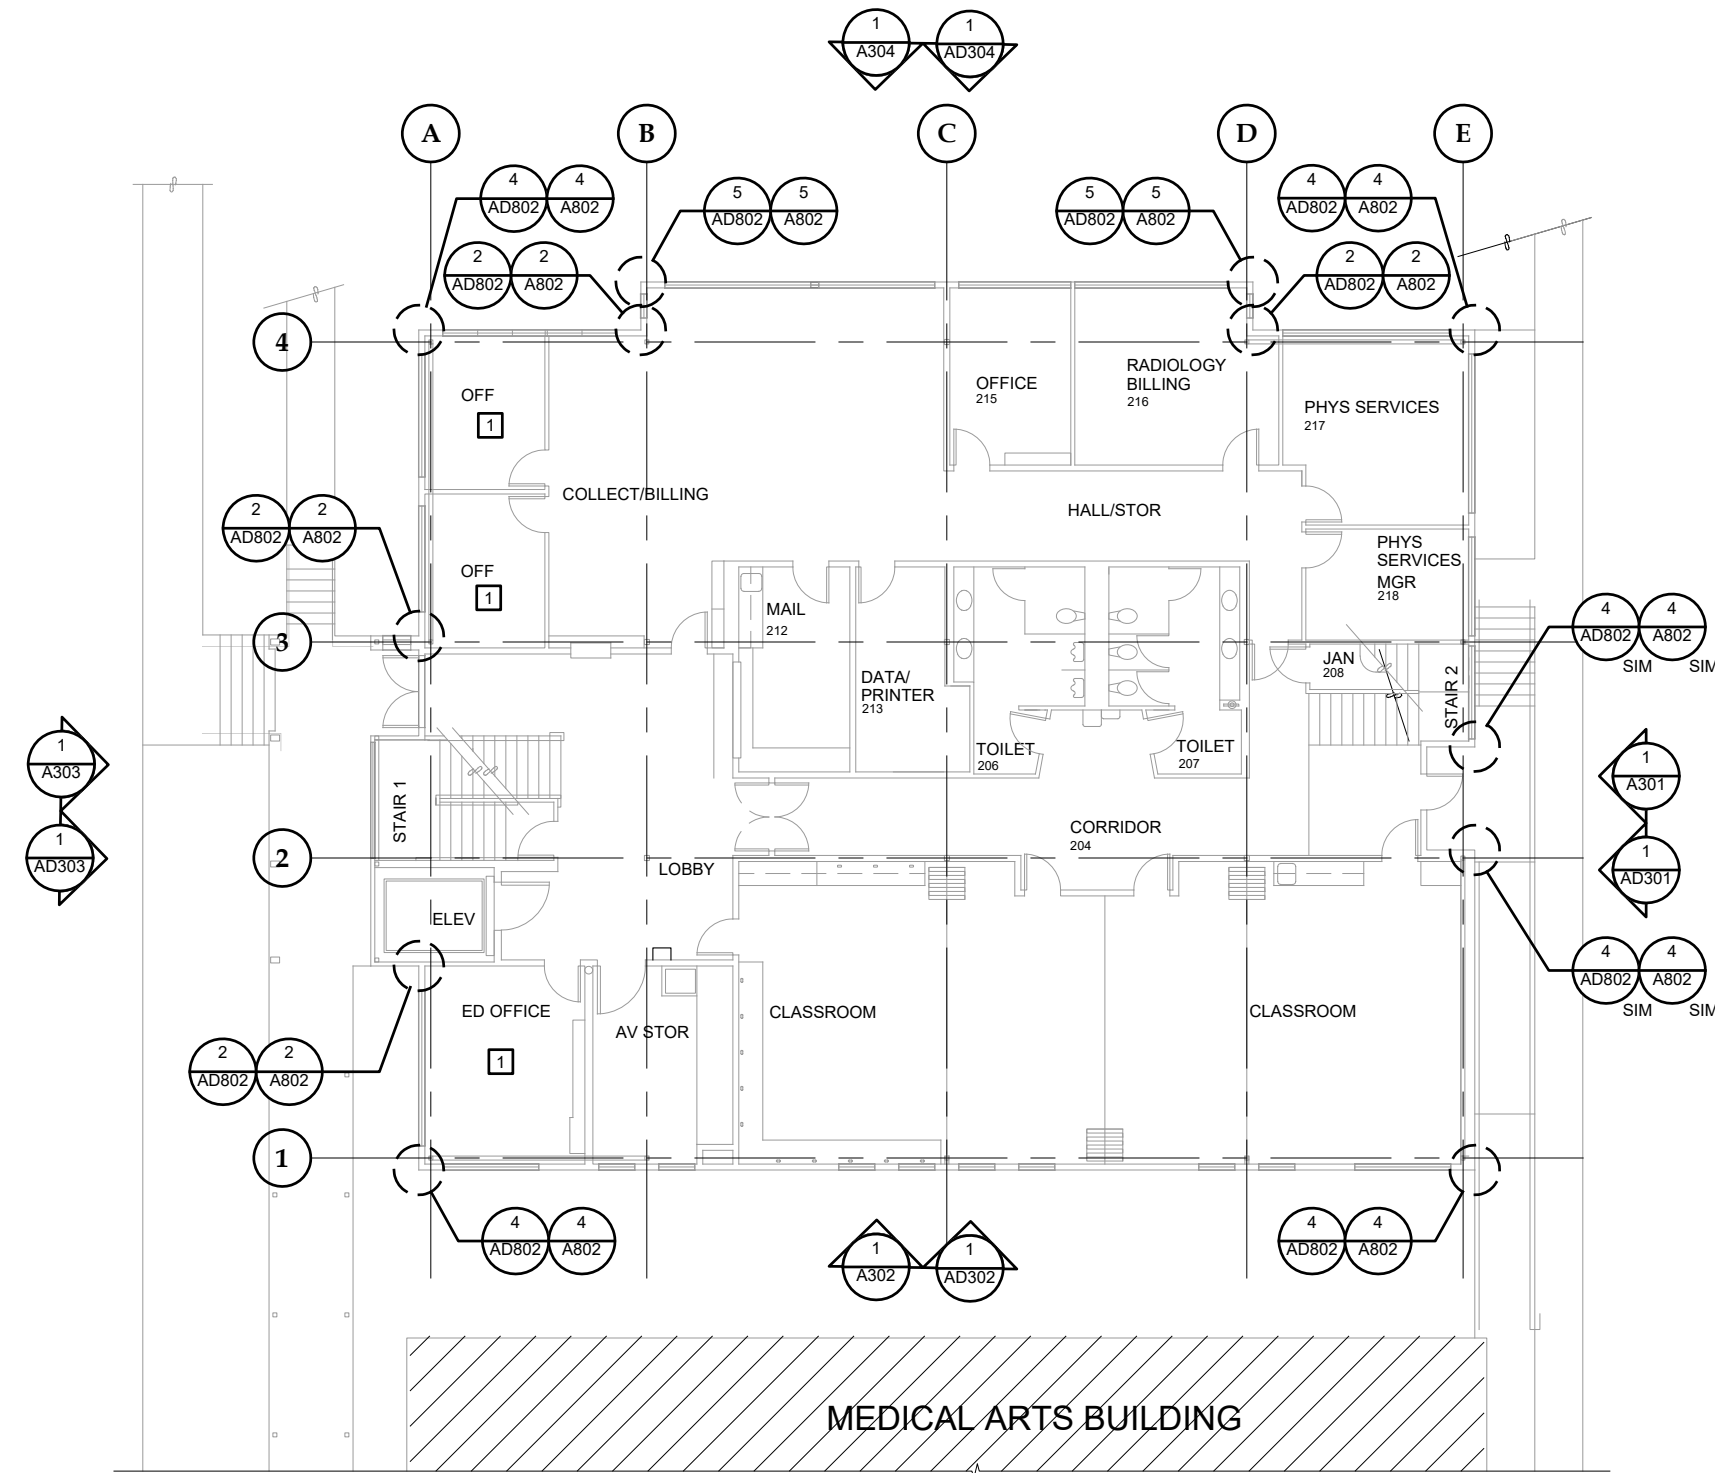 1 1
A304 AD304
A B C D E
4 4
AD802 A802
5 5
AD802 A802
5 5
AD802 A802
4 4
AD802 A802
2 2
AD802 A802
2 2
AD802 A802
4
OFF
1
OFFICE
215
RADIOLOGY
BILLING
216
PHYS SERVICES
217
COLLECT/BILLING
HALL/STOR
2 2
AD802 A802
OFF
1
PHYS
SERVICES
MGR
218
MAIL
212
3
4 4
AD802 A802
SIM SIM
DATA/
PRINTER
213
JAN
208
STAIR 2
TOILET
206
TOILET
207
1
A303
1
AD303
STAIR 1
1
A301
1
AD301
2
CORRIDOR
204
LOBBY
ELEV
4 4
AD802 A802
SIM SIM
ED OFFICE
1
AV STOR
CLASSROOM
CLASSROOM
2 2
AD802 A802
1
4 4
AD802 A802
1 1
A302 AD302
4 4
AD802 A802
MEDICAL ARTS BUILDING